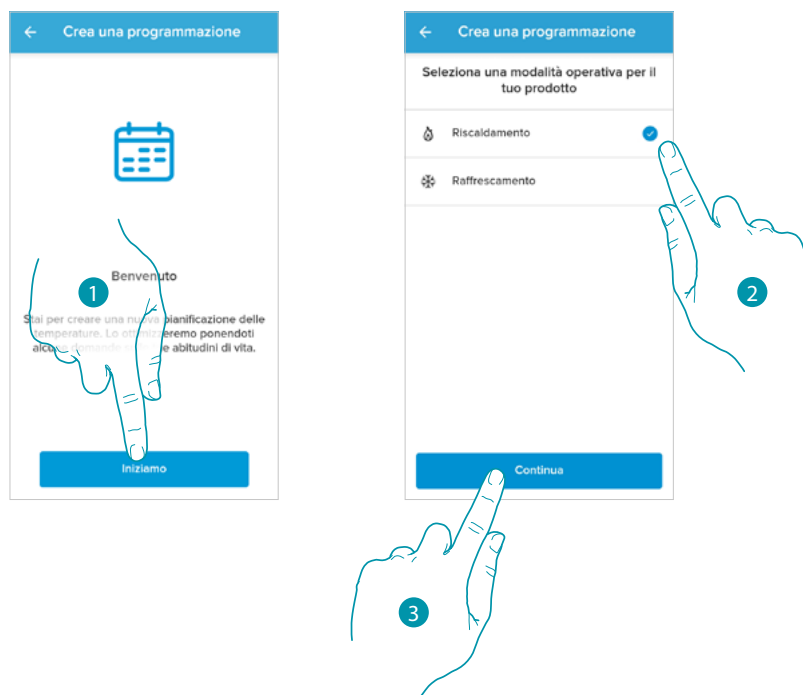 Crea una programmazione
Benvenuto
Stai per creare una nuova pianificazione delle
temperature. Lo ottimizzeremo ponendoti
alcune domande e abitudini di vita.
Iniziamo
1
Crea una programmazione
Seleziona una modalità operativa per il
tuo prodotto
Riscaldamento
Raffrescamento
2
Continua
3